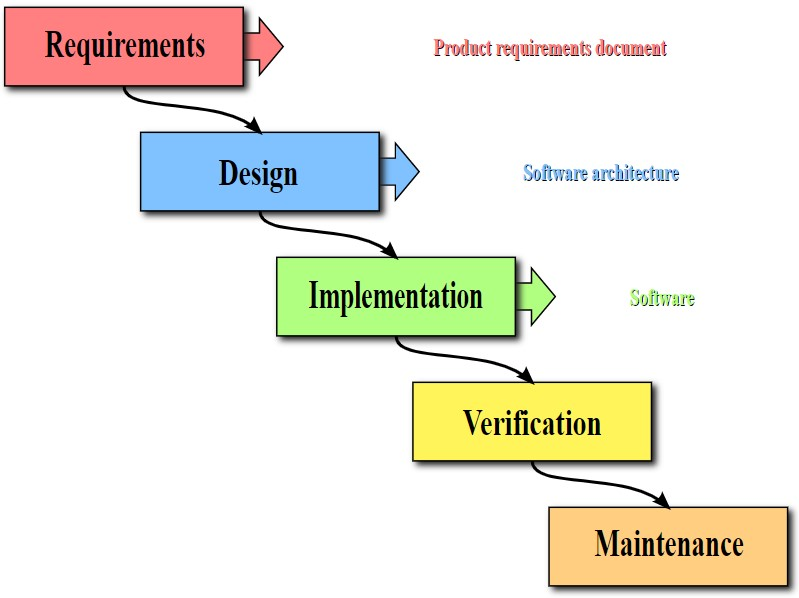 Requirements
Product requirements document
Design
Software architecture
Implementation
Software
Verification
Maintenance